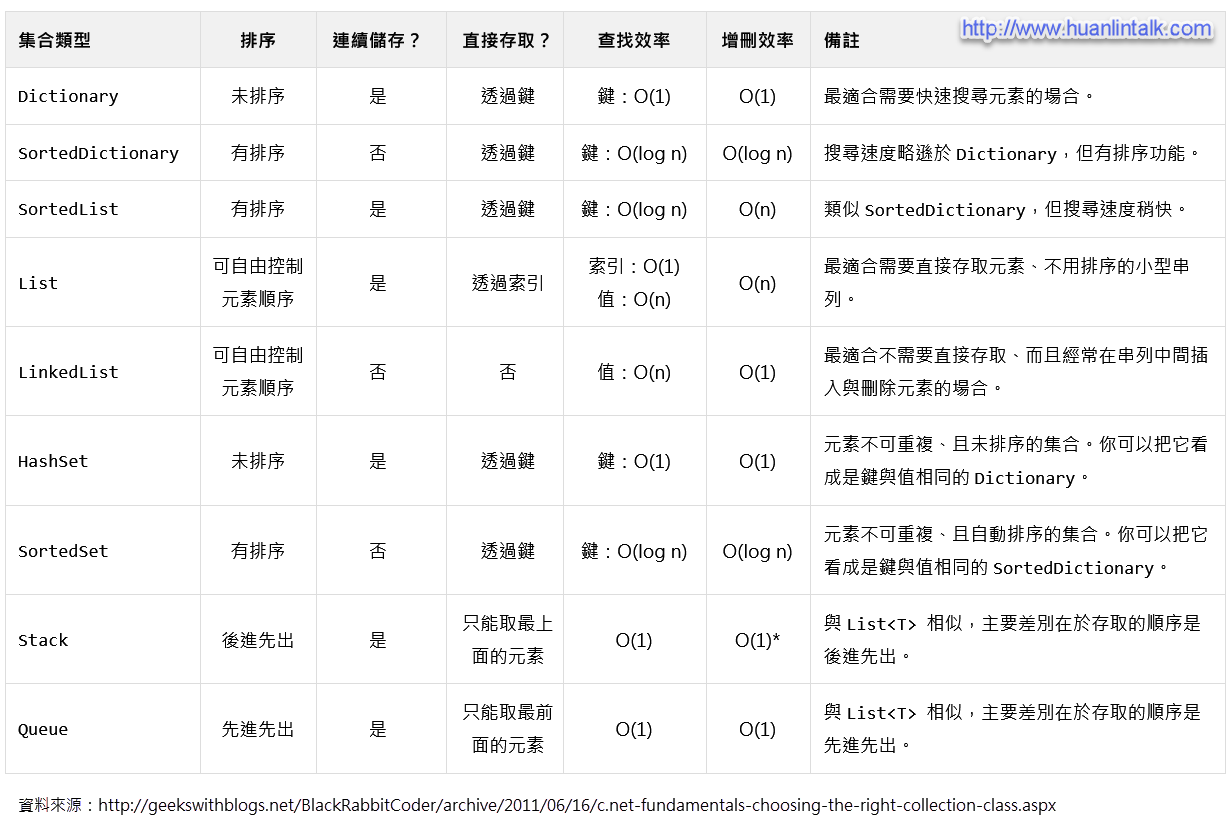 http://www.huanlintalk.com
集合類型 排序 連續儲存？ 直接存取？ 查找效率 增刪效率 備註
Dictionary 未排序 是 透過鍵 鍵：O(1) O(1) 最適合需要快速搜尋元素的場合。
SortedDictionary 有排序 否 透過鍵 鍵：O(log n) O(log n) 搜尋速度略遜於 Dictionary，但有排序功能。
SortedList 有排序 是 透過鍵 鍵：O(log n) O(n) 類似 SortedDictionary，但搜尋速度稍快。
List
可自由控制
元素順序
是
透過索引
索引：O(1)
值：O(n)
O(n)
最適合需要直接存取元素、不用排序的小型串
列。
LinkedList
可自由控制
元素順序
否
否
值：O(n)
O(1)
最適合不需要直接存取、而且經常在串列中間插
入與刪除元素的場合。
HashSet
未排序
是
透過鍵
鍵：O(1)
O(1)
元素不可重複、且未排序的集合。你可以把它看
成是鍵與值相同的 Dictionary。
SortedSet
有排序
否
透過鍵
鍵：O(log n)
O(log n)
元素不可重複、且自動排序的集合。你可以把它
看成是鍵與值相同的 SortedDictionary。
Stack
後進先出
是
只能取最上
面的元素
O(1)
O(1)*
與 List<T> 相似，主要差別在於存取的順序是
後進先出。
Queue
先進先出
是
只能取最前
面的元素
O(1)
O(1)
與 List<T> 相似，主要差別在於存取的順序是
先進先出。
資料來源：http://geekswithblogs.net/BlackRabbitCoder/archive/2011/06/16/c.net-fundamentals-choosing-the-right-collection-class.aspx